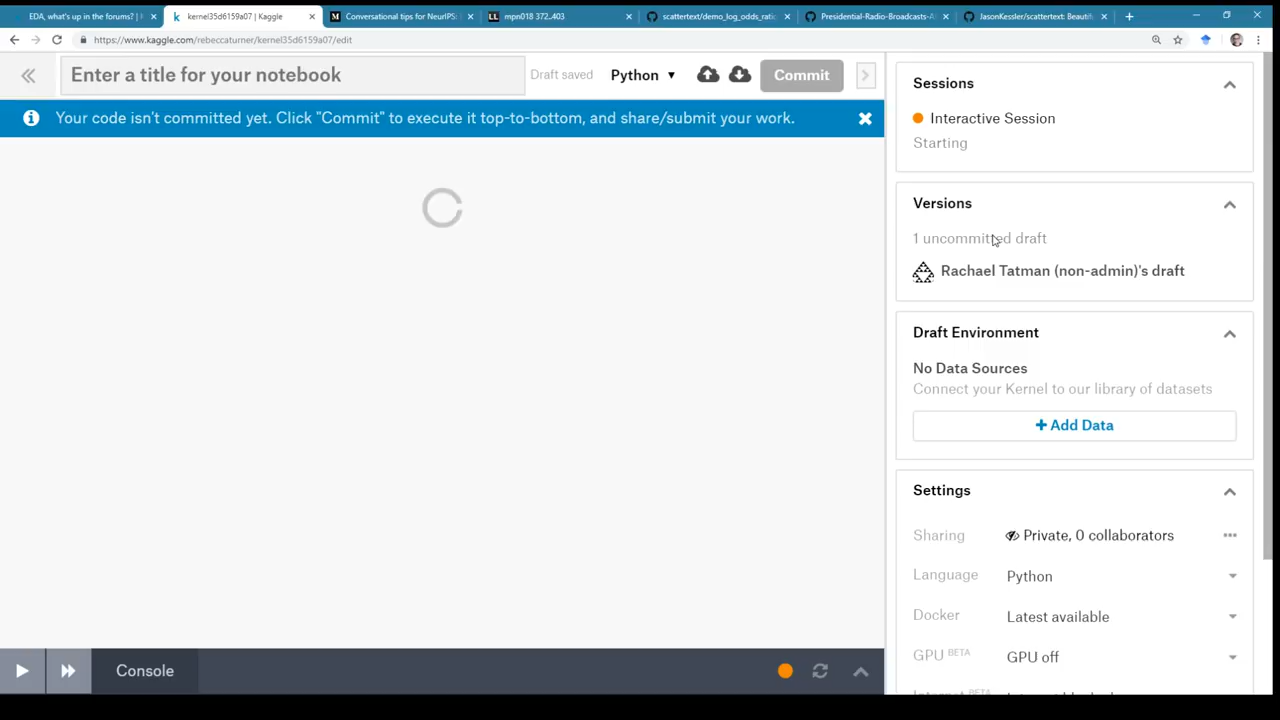 EDA, what's up in the forums? |
kernel35d6159a07 | Kaggle
Conversational tips for NeurIPS:
mpn018 372..403
scattertext/demo_log_odds_ratio
Presidential-Radio-Broadcasts-A
JasonKessler/scattertext: Beautif
https://www.kaggle.com/rebeccaturner/kernel35d6159a07/edit
Enter a title for your notebook
Draft saved
Python
Commit
Your code isn't committed yet. Click "Commit" to execute it top-to-bottom, and share/submit your work.
Sessions
Interactive Session
Starting
Versions
1 uncommitted draft
Rachael Tatman (non-admin)'s draft
Draft Environment
No Data Sources
Connect your Kernel to our library of datasets
+ Add Data
Settings
Sharing Private, 0 collaborators
Language Python
Docker Latest available
GPU BETA GPU off
Console